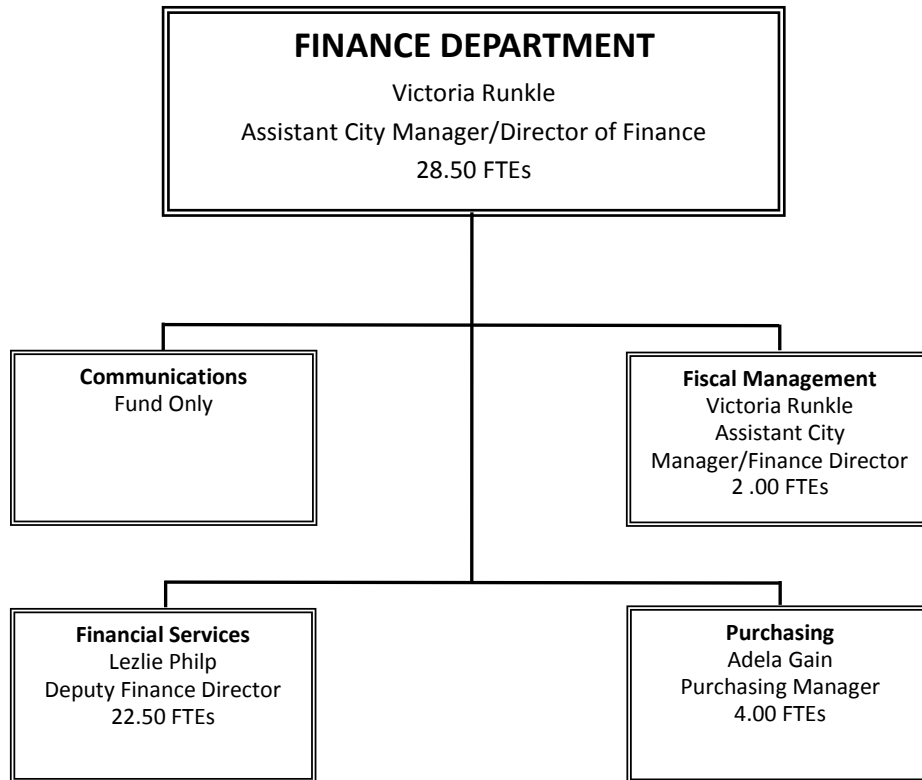 FINANCE DEPARTMENT
Victoria Runkle
Assistant City Manager/Director of Finance
28.50 FTEs
Communications
Fund Only
Fiscal Management
Victoria Runkle
Assistant City
Manager/Finance Director
2 .00 FTEs
Financial Services
Lezlie Philp
Deputy Finance Director
22.50 FTEs
Purchasing
Adela Gain
Purchasing Manager
4.00 FTEs